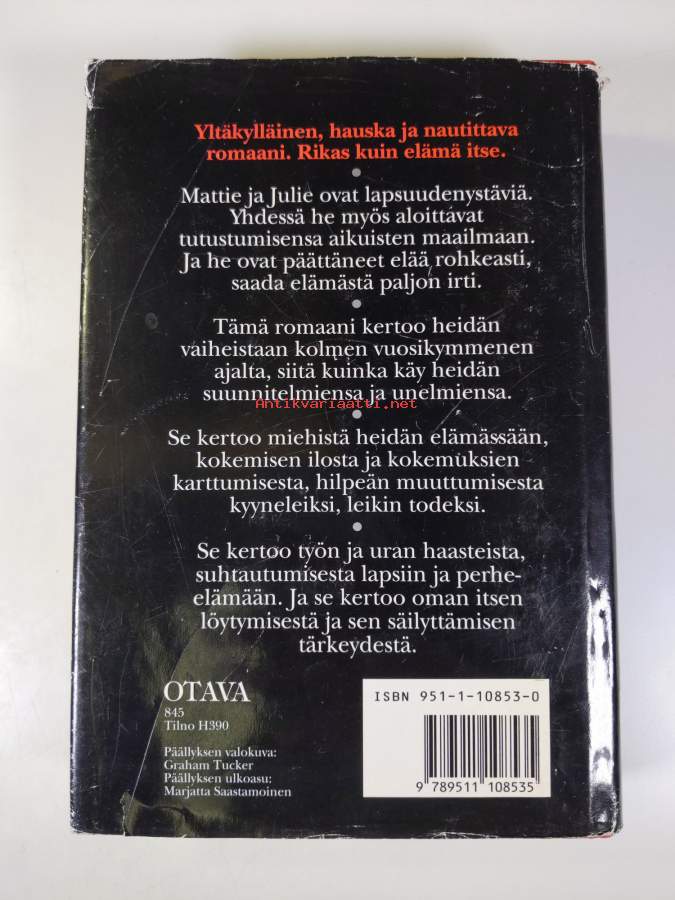 Yltäkylläinen, hauska ja nautittava
romaani. Rikas kuin elämä itse.
Mattie ja Julie ovat lapsuudenystäviä.
Yhdessä he myös aloittavat
tutustumisensa aikuisten maailmaan.
Ja he ovat päättäneet elää rohkeasti,
saada elämästä paljon irti.
Tämä romaani kertoo heidän
vaiheistaan kolmen vuosikymmenen
ajalta, siitä kuinka käy heidän
suunnitelmiensa ja unelmiensa.
Antikvariaatti.net
Se kertoo miehistä heidän elämässään,
kokemisen ilosta ja kokemuksien
karttumisesta, hilpeän muuttumisesta
kyyneleiksi, leikin todeksi.
Se kertoo työn ja uran haasteista,
suhtautumisesta lapsiin ja perhe-
elämään. Ja se kertoo oman itsen
löytymisestä ja sen säilyttämisen
tärkeydestä.
OTAVA
845
Tilno H390
Päällyksen valokuva:
Graham Tucker
Päällyksen ulkoasu:
Marjatta Saastamoinen
ISBN 951-1-10853-0
9 789511 108535